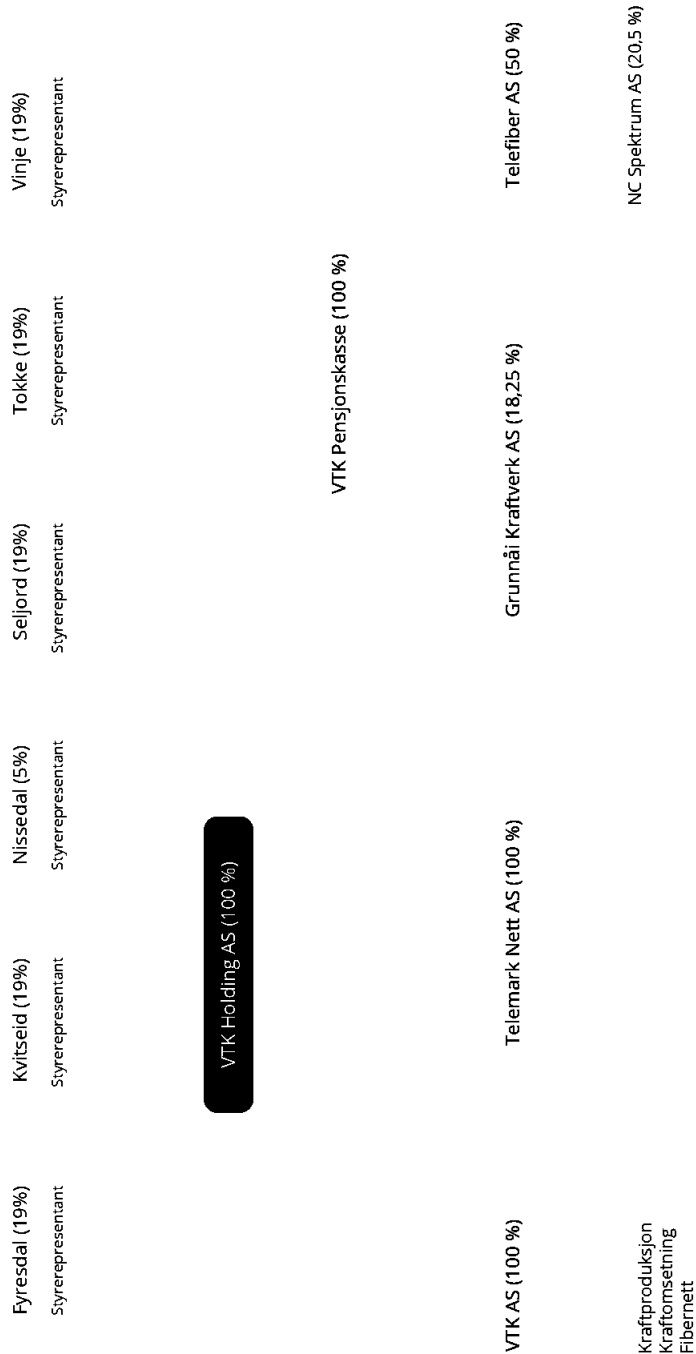 Fyresdal (19%)
Styrerepresentant
Kvitseid (19%)
Styrerepresentant
Nissedal (5%)
Styrerepresentant
Seljord (19%)
Styrerepresentant
Tokke (19%)
Styrerepresentant
Vinje (19%)
Styrerepresentant
VTK Holding AS (100 %)
VTK Pensjonskasse (100 %)
VTK AS (100 %)
Telemark Nett AS (100 %)
Grunnåi Kraftverk AS (18,25 %)
Telefiber AS (50 %)
Kraftproduksjon
Kraftomsetning
Fibernett
NC Spektrum AS (20,5 %)